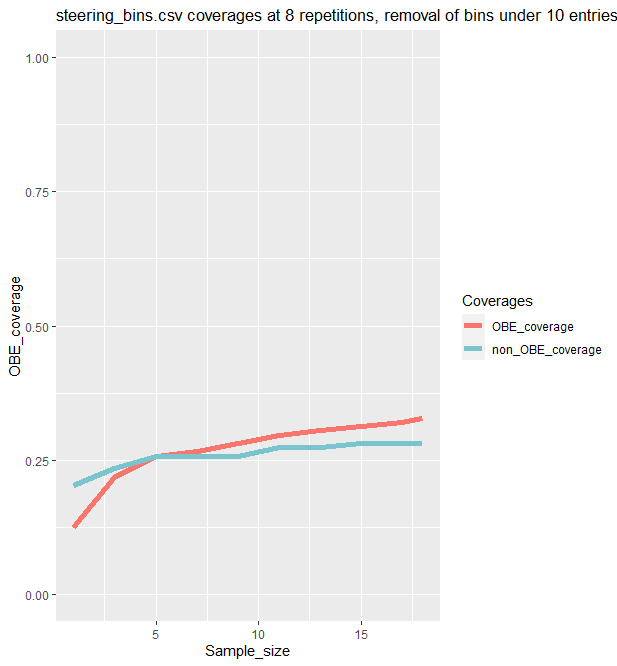 steering_bins.csv coverages at 8 repetitions, removal of bins under 10 entries
1.00
0.75
0.50
0.25
0.00
OBE_coverage
5 10 15
Sample_size
Coverages
OBE_coverage
non_OBE_coverage